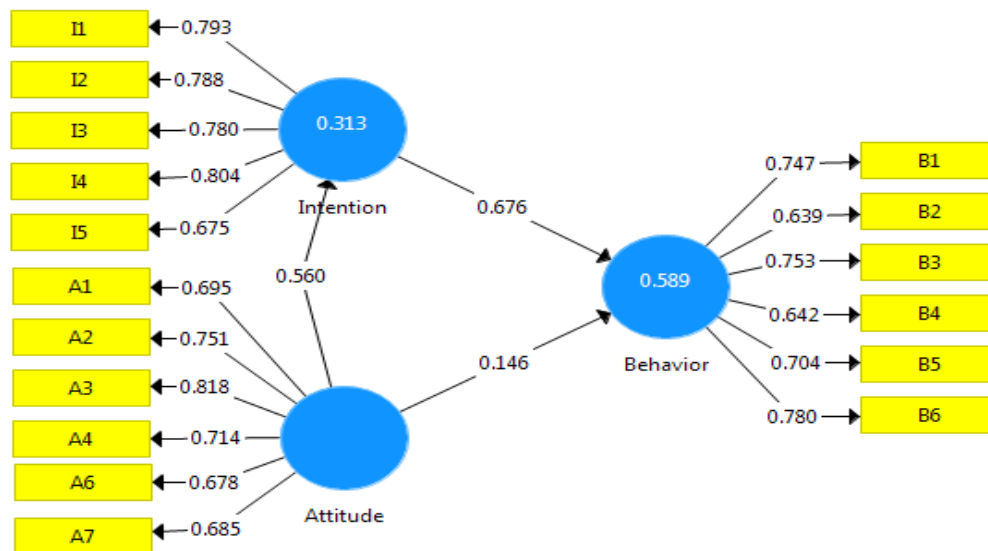 I1 0.793
I2 0.788
I3 0.780
I4 0.804
I5 0.675
0.313
Intention
0.560
A1 0.695
A2 0.751
A3 0.818
A4 0.714
A6 0.678
A7 0.685
Attitude
0.676
0.146
0.589
Behavior
0.747 B1
0.639 B2
0.753 B3
0.642 B4
0.704 B5
0.780 B6